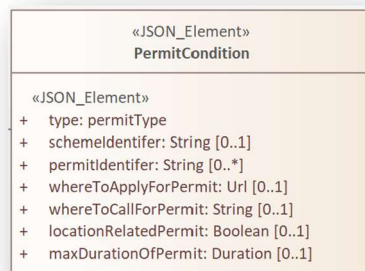 «JSON_Element»
PermitCondition
«JSON_Element»
+ type: permitType
+ schemeIdentifer: String [0..1]
+ permitIdentifer: String [0..*]
+ whereToApplyForPermit: Url [0..1]
+ whereToCallForPermit: String [0..1]
+ locationRelatedPermit: Boolean [0..1]
+ maxDurationOfPermit: Duration [0..1]